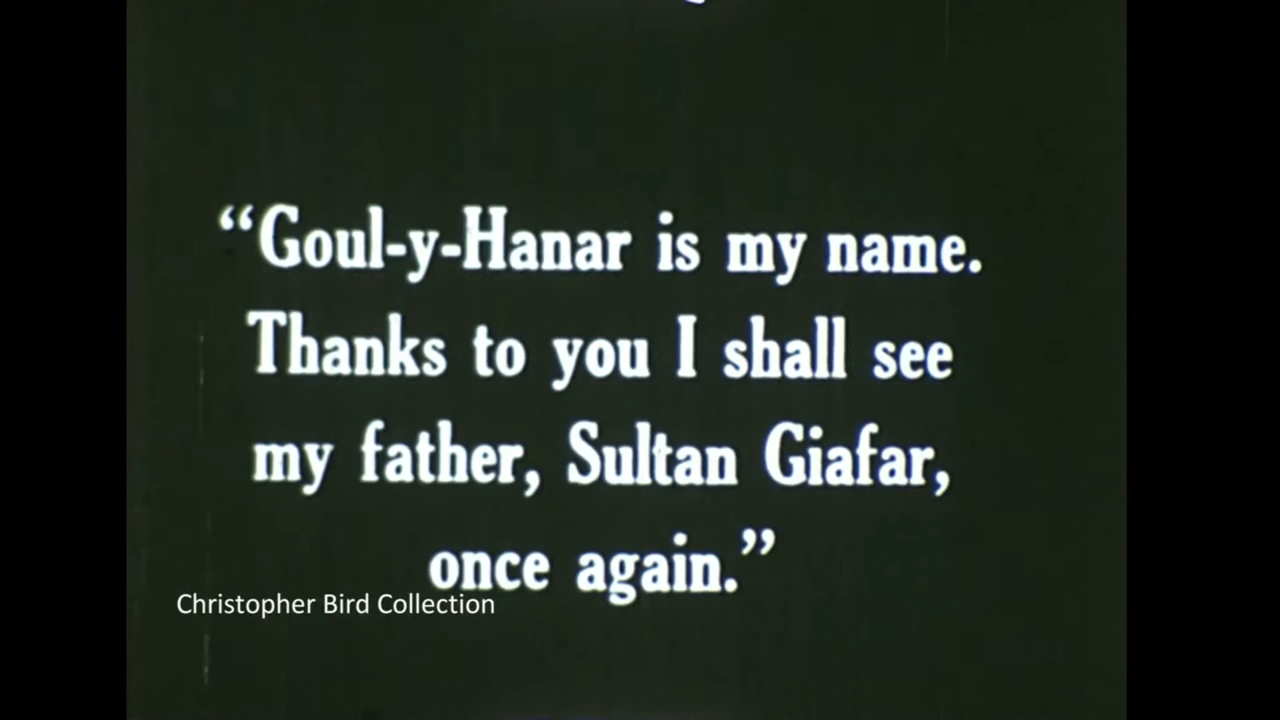 “Goul-y-Hanar is my name.
Thanks to you I shall see
my father, Sultan Giafar,
once again.”
Christopher Bird Collection